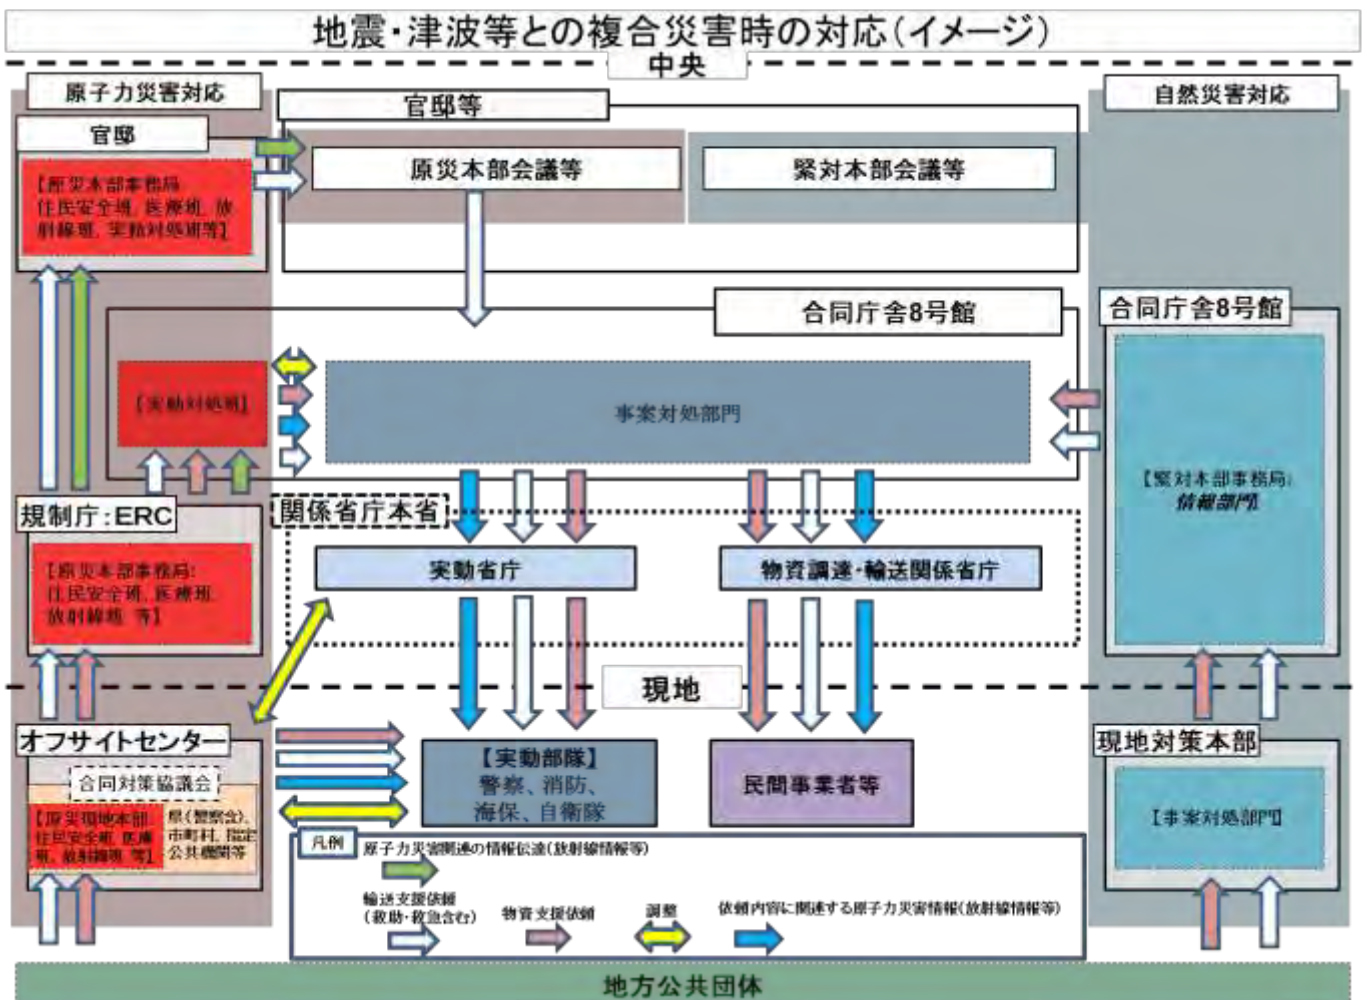 地震・津波等との複合災害時の対応(イメージ)
中央
原子力災害対応
官邸等
自然災害対応
官邸
【原災本部事務局:
住民安全班、医療班、放
射線班、実動対処班等】
原災本部会議等
緊対本部会議等
合同庁舎8号館
合同庁舎8号館
【実動対処班】
事案対処部門
【緊対本部事務局:
情報部門】
規制庁:ERC
関係省庁本省
【原災本部事務局:
住民安全班、医療班、
放射線班 等】
実動省庁
物資調達・輸送関係省庁
現地
オフサイトセンター
合同対策協議会
【原災現地本部:
住民安全班、医療
班、放射線班 等】
県(警察含)、
市町村、指定
公共機関等
【実動部隊】
警察、消防、
海保、自衛隊
民間事業者等
現地対策本部
【事案対処部門】
凡例
原子力災害関連の情報伝達(放射線情報等)
輸送支援依頼
(救助・救急含む)
物資支援依頼
調整
依頼内容に関連する原子力災害情報(放射線情報等)
地方公共団体